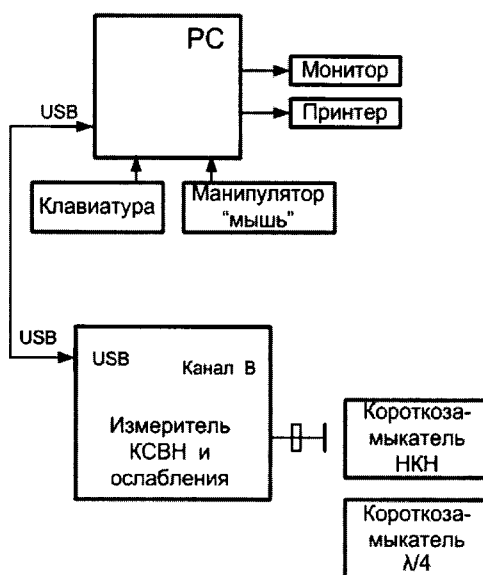 PC
Монитор
USB
Принтер
Клавиатура
Манипулятор
“мышь”
USB
USB
Канал В
Измеритель
КСВН и
ослабления
Короткоза-
мыкатель
НКН
Короткоза-
мыкатель
λ/4